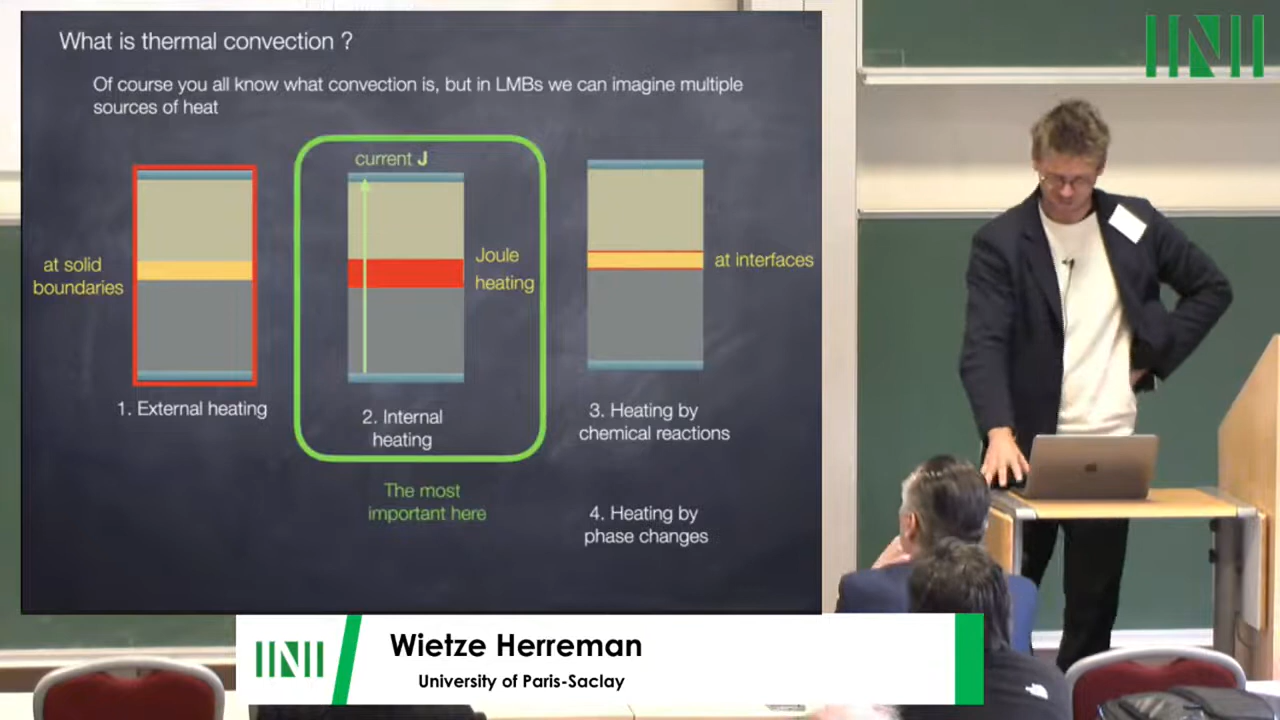 What is thermal convection ?
Of course you all know what convection is, but in LMBs we can imagine multiple
sources of heat
current J
at solid
boundaries
Joule
heating
at interfaces
1. External heating
2. Internal
heating
3. Heating by
chemical reactions
The most
important here
4. Heating by
phase changes
Wietze Herreman
University of Paris-Saclay